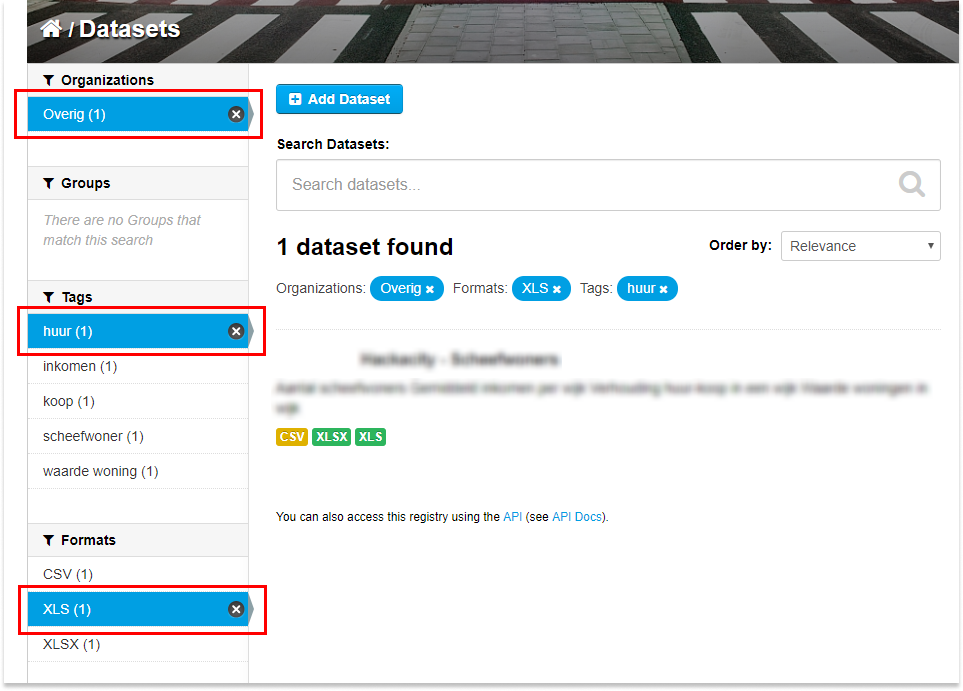 / Datasets
Organizations
Overig (1)
Groups
There are no Groups that
match this search
Tags
huur (1)
inkomen (1)
koop (1)
scheefwoner (1)
waarde woning (1)
Formats
CSV (1)
XLS (1)
XLSX (1)
Add Dataset
Search Datasets:
Search datasets...
1 dataset found
Order by: Relevance
Organizations: Overig Formats: XLS Tags: huur
Hackacity - Scheefwoners
CSV XLSX XLS
You can also access this registry using the API (see API Docs).